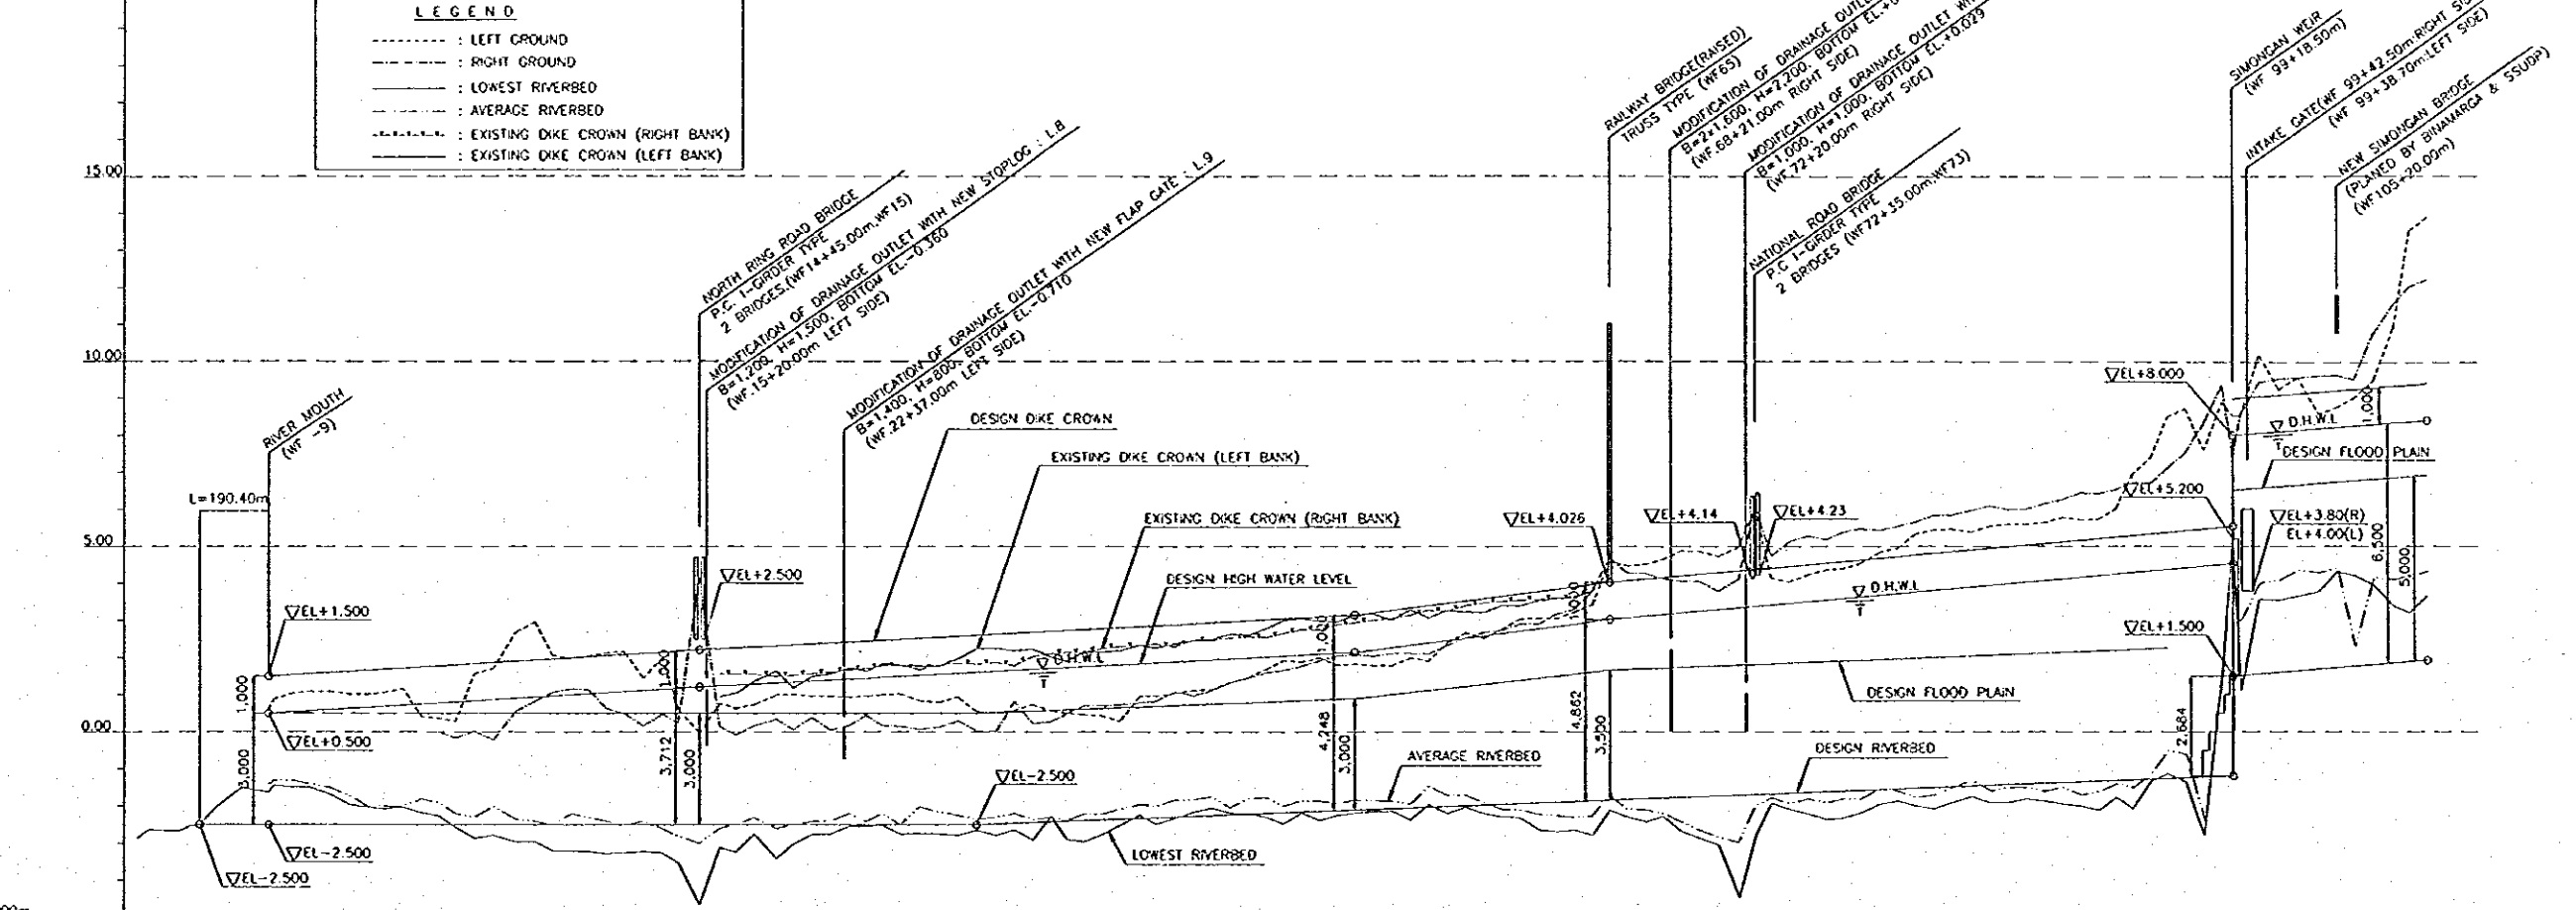 LEGEND
: LEFT GROUND
: RIGHT GROUND
: LOWEST RIVERBED
: AVERAGE RIVERBED
: EXISTING DIKE CROWN (RIGHT BANK)
: EXISTING DIKE CROWN (LEFT BANK)
15.00
10.00
5.00
0.00
RIVER MOUTH
(WF -9)
L=190.40m
NORTH RING ROAD BRIDGE
P.C. I-GIRDER TYPE
2 BRIDGES.(WF14+45.00m,WF15)
MODIFICATION OF DRAINAGE OUTLET WITH NEW STOPLOG : L.8
B=1,200, H=1,500, BOTTOM EL.-0.360
(WF.15+20.00m LEFT SIDE)
MODIFICATION OF DRAINAGE OUTLET WITH NEW FLAP GATE : L.9
B=1,400, H=800, BOTTOM EL.-0.710
(WF.22+37.00m LEFT SIDE)
RAILWAY BRIDGE(RAISED)
TRUSS TYPE (WF65)
MODIFICATION OF DRAINAGE OUTLET
B=2x1,600, H=2,200, BOTTOM
(WF.68+21.00m RIGHT SIDE)
MODIFICATION OF DRAINAGE OUTLET
B=1,000, H=1,000, BOTTOM EL.+0.029
(WF.72+20.00m RIGHT SIDE)
NATIONAL ROAD BRIDGE
P.C. I-GIRDER TYPE
2 BRIDGES (WF72+35.00m,WF73)
SIMONGAN WEIR
(WF 99+18.50m)
INTAKE GATE(WF 99+42.50m:RIGHT
(WF 99+38.70m:LEFT SIDE)
NEW SIMONGAN BRIDGE
(PLANED BY BINAMARGA & SSUDP)
(WF105+20.00m)
DESIGN DIKE CROWN
EXISTING DIKE CROWN (LEFT BANK)
EXISTING DIKE CROWN (RIGHT BANK)
DESIGN HIGH WATER LEVEL
▽EL+1.500
▽EL+0.500
▽EL-2.500
▽EL-2.500
▽EL+2.500
▽EL-2.500
▽EL+4.026
▽EL+4.14
▽EL+4.23
▽EL+8.000
▽EL+5.200
▽EL+3.80(R)
EL+4.00(L)
▽EL+1.500
D.H.W.L
D.H.W.L
D.H.W.L
DESIGN FLOOD PLAIN
DESIGN FLOOD PLAIN
AVERAGE RIVERBED
DESIGN RIVERBED
LOWEST RIVERBED
1,000
3,000
1,000
3,712
3,000
1,000
4,248
3,000
1,000
4,862
3,500
2,684
1,000
6,500
5,000